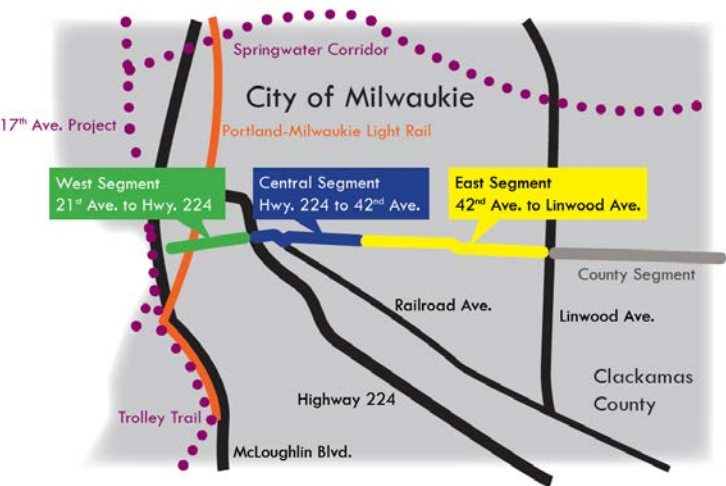 Springwater Corridor
City of Milwaukie
17th Ave. Project
Portland-Milwaukie Light Rail
West Segment
21st Ave. to Hwy. 224
Central Segment
Hwy. 224 to 42nd Ave.
East Segment
42nd Ave. to Linwood Ave.
County Segment
Railroad Ave.
Linwood Ave.
Clackamas
County
Highway 224
Trolley Trail
McLoughlin Blvd.